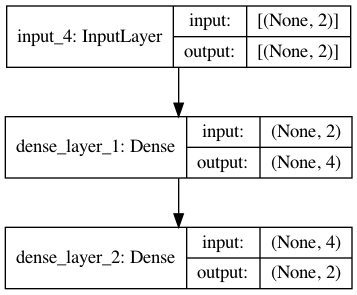 input_4: InputLayer
input: [(None, 2)]
output: [(None, 2)]
dense_layer_1: Dense
input: (None, 2)
output: (None, 4)
dense_layer_2: Dense
input: (None, 4)
output: (None, 2)